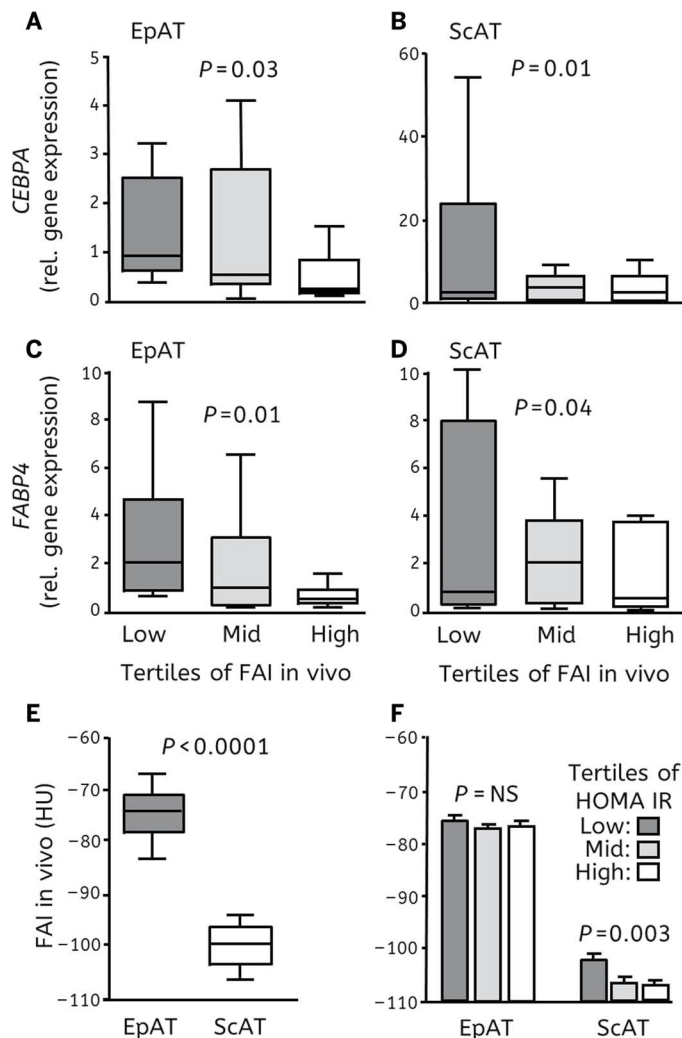 A
EpAT
P = 0.03
CEBPA
(rel. gene expression)
5
4
3
2
1
0
B
ScAT
P = 0.01
60
40
20
0
C
EpAT
P = 0.01
FABP4
(rel. gene expression)
10
8
6
4
2
0
Low Mid High
Tertiles of FAI in vivo
D
ScAT
P = 0.04
10
8
6
4
2
0
Low Mid High
Tertiles of FAI in vivo
E
P < 0.0001
FAI in vivo (HU)
−60
−70
−80
−90
−100
−110
EpAT ScAT
F
−60
−70
−80
−90
−100
−110
P = NS
Tertiles of
HOMA IR
Low:
Mid:
High:
P = 0.003
EpAT ScAT